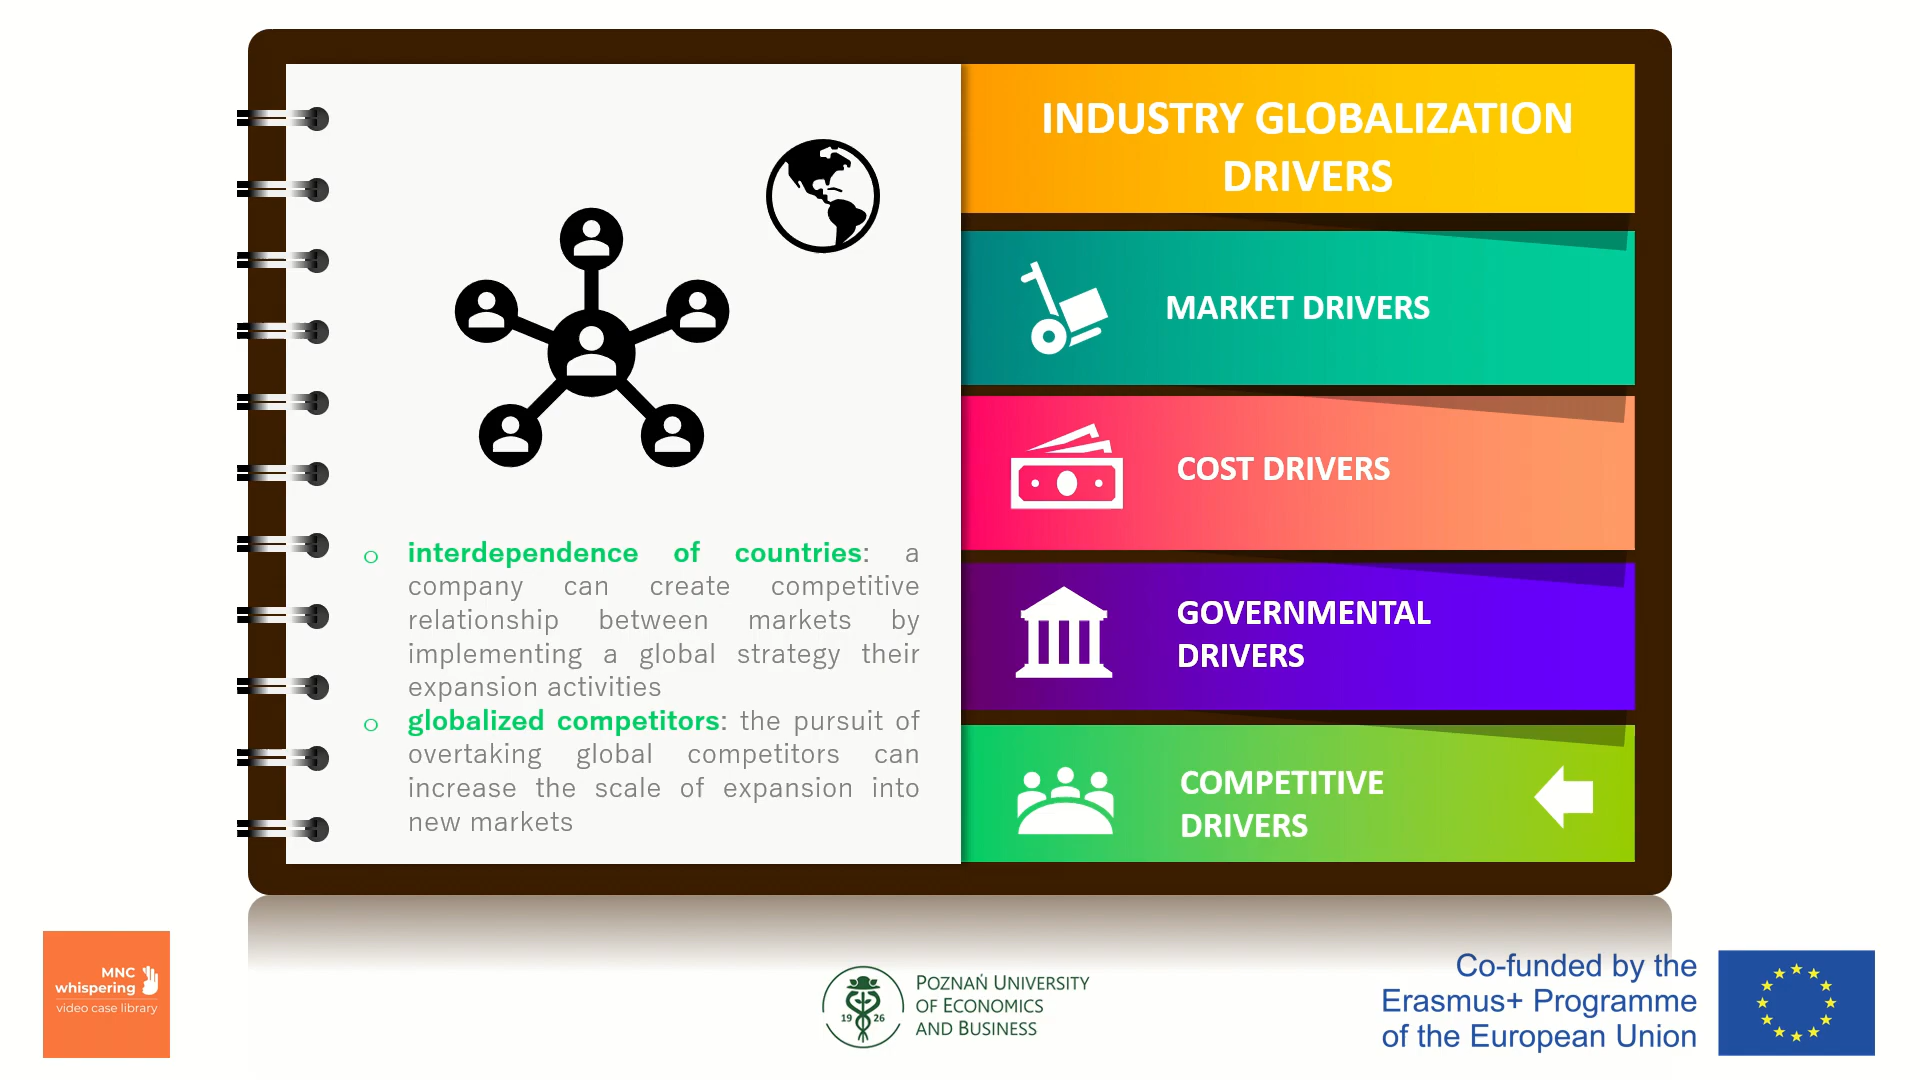 INDUSTRY GLOBALIZATION
DRIVERS
MARKET DRIVERS
COST DRIVERS
GOVERNMENTAL
DRIVERS
COMPETITIVE
DRIVERS
o interdependence of countries: a
company can create competitive
relationship between markets by
implementing a global strategy their
expansion activities
o globalized competitors: the pursuit of
overtaking global competitors can
increase the scale of expansion into
new markets
MNC
whispering
video case library
19 26
POZNAŃ UNIVERSITY
OF ECONOMICS
AND BUSINESS
Co-funded by the
Erasmus+ Programme
of the European Union